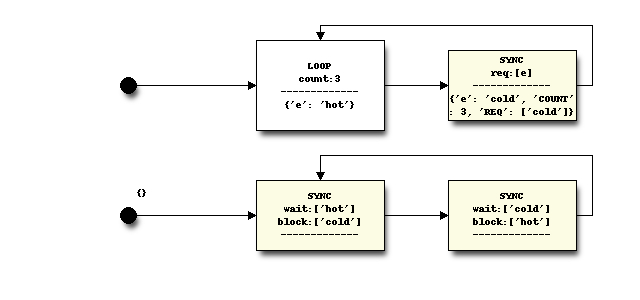 LOOP
count:3
-------------
{'e': 'hot'}
SYNC
req:[e]
-------------
{'e': 'cold', 'COUNT'
: 3, 'REQ': ['cold']}
{}
SYNC
wait:['hot']
block:['cold']
-------------
SYNC
wait:['cold']
block:['hot']
-------------